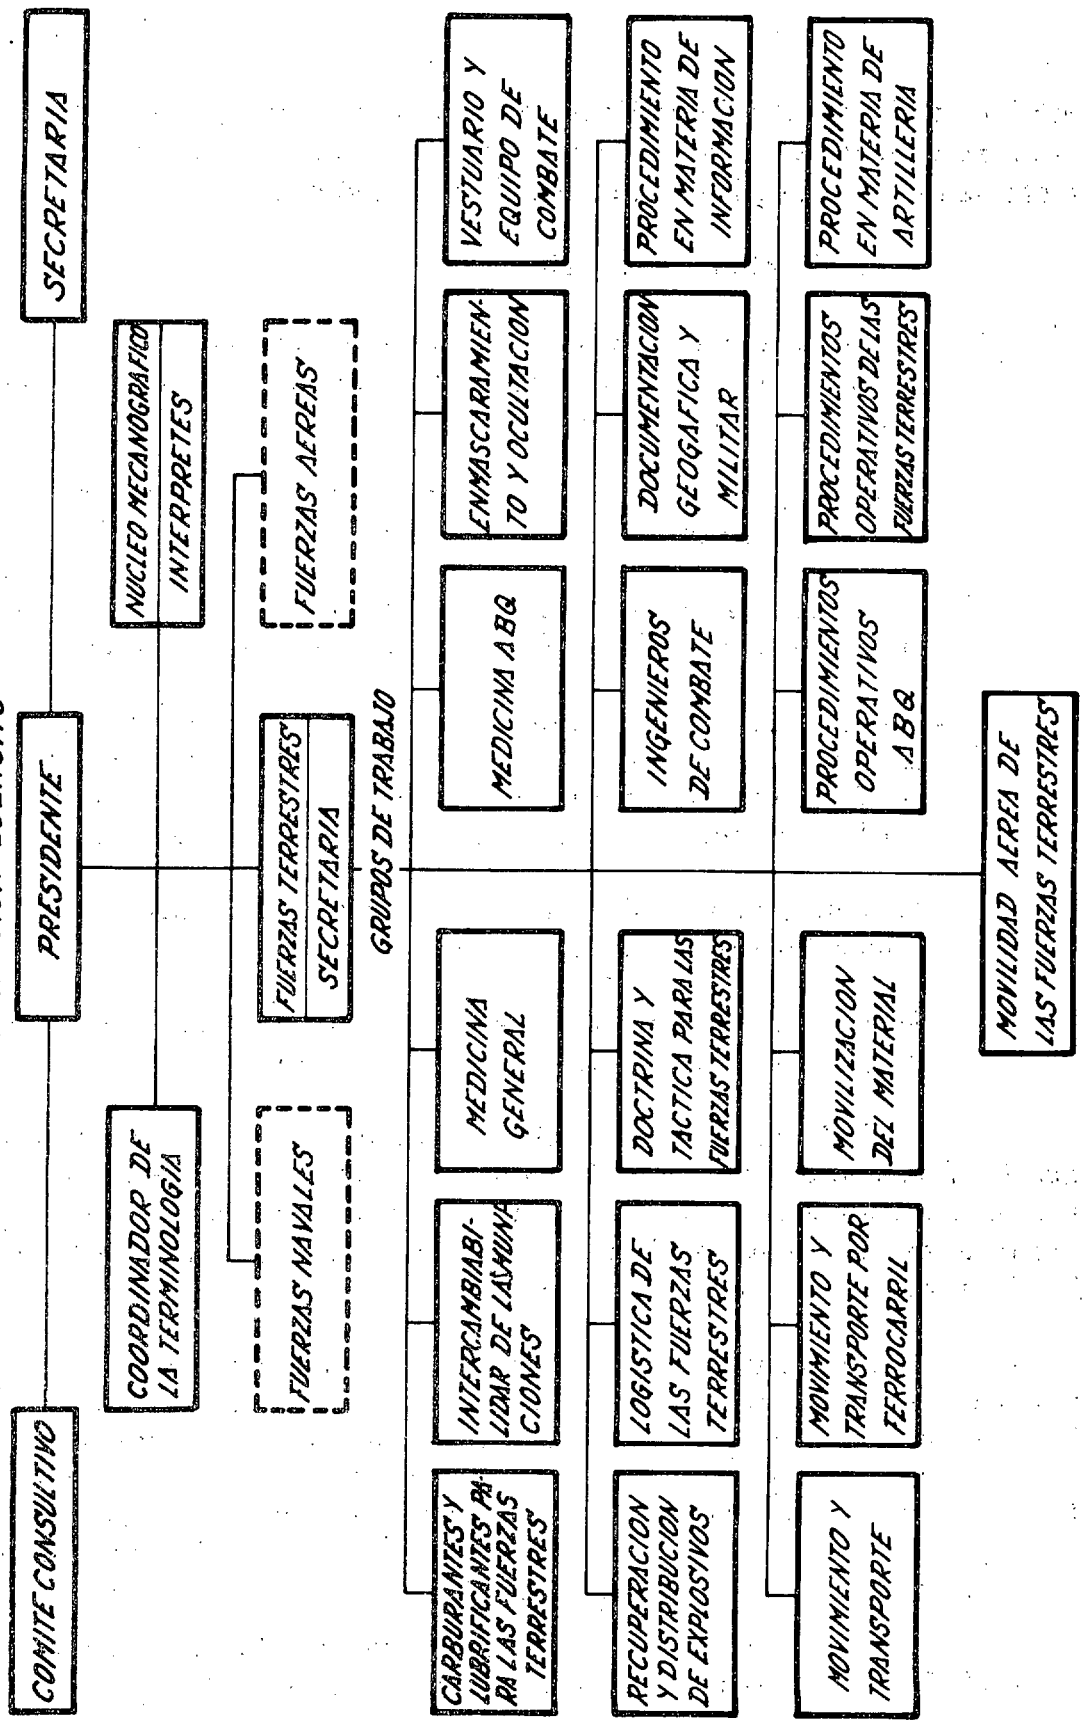 COMITE CONSULTIVO
PRESIDENTE
SECRETARIA
COORDINADOR DE
LA TERMINOLOGIA
NUCLEO MECANOGRAFICO
INTERPRETES
FUERZAS NAVALES
FUERZAS TERRESTRES
SECRETARIA
FUERZAS AEREAS
GRUPOS DE TRABAJO
CARBURANTES Y
LUBRIFICANTES PA-
RA LAS FUERZAS
TERRESTRES
INTERCAMBIABI-
LIDAR DE LAS MUNI
CIONES
MEDICINA
GENERAL
MEDICINA ABQ
ENMASCARAMIEN-
TO Y OCULTACION
VESTUARIO Y
EQUIPO DE
COMBATE
RECUPERACION
Y DISTRIBUCION
DE EXPLOSIVOS
LOGISTICA DE
LAS FUERZAS
TERRESTRES
DOCTRINA Y
TACTICA PARA LAS
FUERZAS TERRESTRES
INGENIEROS
DE COMBATE
DOCUMENTACION
GEOGAFICA Y
MILITAR
PROCEDIMIENTO
EN MATERIA DE
INFORMACION
MOVIMIENTO Y
TRANSPORTE
MOVIMIENTO Y
TRANSPORTE POR
FERROCARRIL
MOVILIZACION
DEL MATERIAL
PROCEDIMIENTOS
OPERATIVOS
ABQ
PROCEDIMIENTOS
OPERATIVOS DE LAS
FUERZAS TERRESTRES
PROCEDIMIENTO
EN MATERIA DE
ARTILLERIA
MOVILIDAD AEREA DE
LAS FUERZAS TERRESTRES